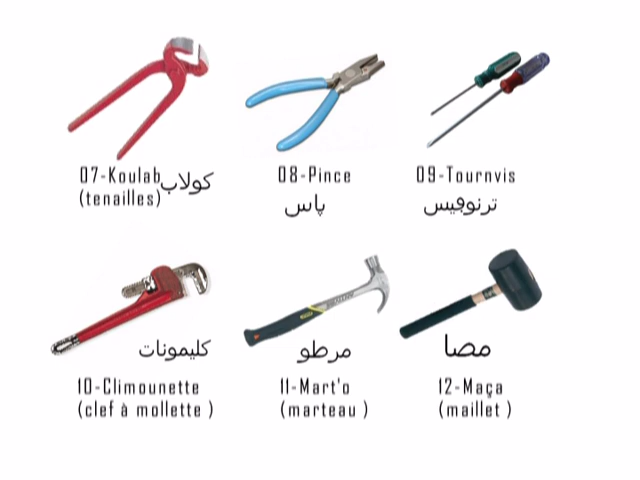 07-Koulab كولاب
(tenailles)
08-Pince
پاس
09-Tournvis
ترنوڤيس
كليمونات
10-Climounette
(clef à mollette )
مرطو
11-Mart'o
(marteau )
مصا
12-Maça
(maillet )